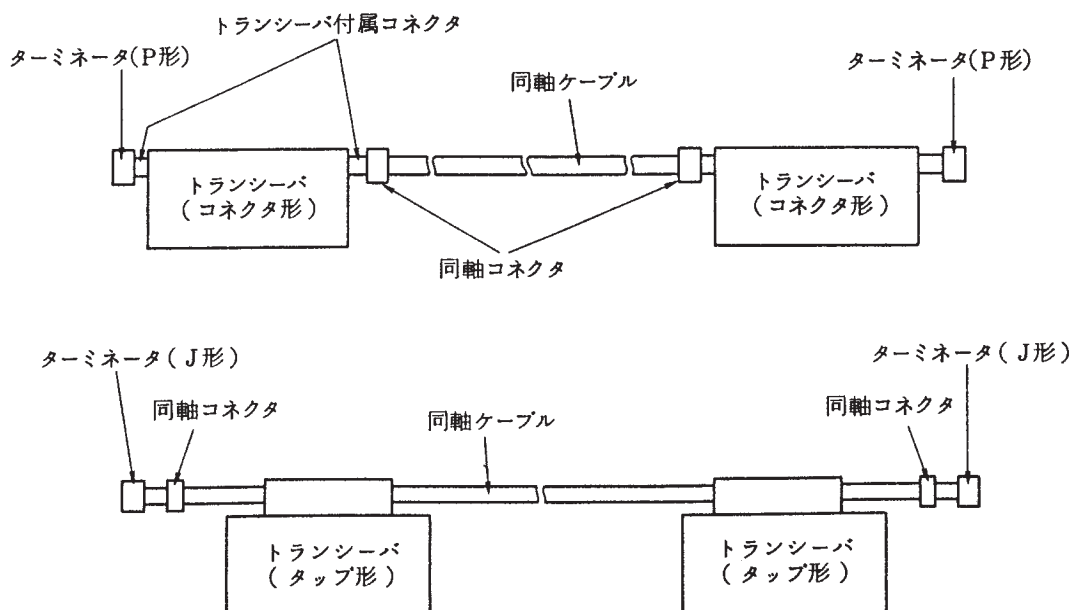 トランシーバ付属コネクタ
ターミネータ(P形)
同軸ケーブル
ターミネータ(P形)
トランシーバ
(コネクタ形)
トランシーバ
(コネクタ形)
同軸コネクタ
ターミネータ(J形)
ターミネータ(J形)
同軸コネクタ
同軸ケーブル
同軸コネクタ
トランシーバ
(タップ形)
トランシーバ
(タップ形)